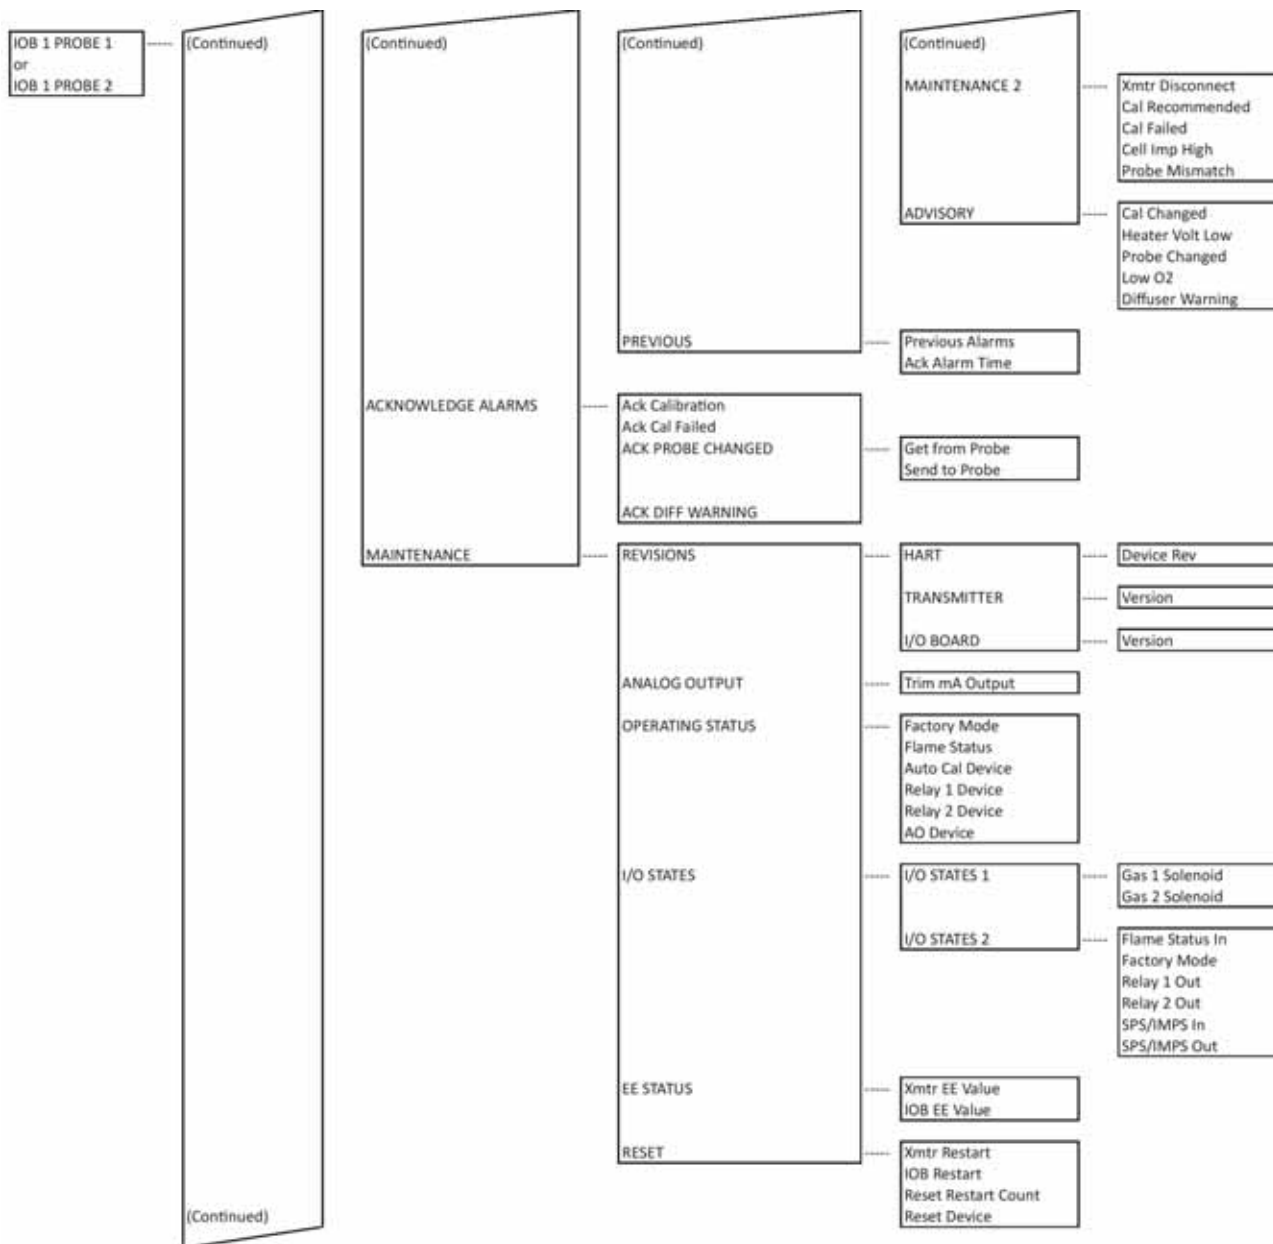 IOB 1 PROBE 1
or
IOB 1 PROBE 2
(Continued)
(Continued)
(Continued)
(Continued)
(Continued)
MAINTENANCE 2
Xmtr Disconnect
Cal Recommended
Cal Failed
Cell Imp High
Probe Mismatch
ADVISORY
Cal Changed
Heater Volt Low
Probe Changed
Low O2
Diffuser Warning
PREVIOUS
Previous Alarms
Ack Alarm Time
ACKNOWLEDGE ALARMS
Ack Calibration
Ack Cal Failed
ACK PROBE CHANGED
Get from Probe
Send to Probe
ACK DIFF WARNING
MAINTENANCE
REVISIONS
HART
Device Rev
TRANSMITTER
Version
I/O BOARD
Version
ANALOG OUTPUT
Trim mA Output
OPERATING STATUS
Factory Mode
Flame Status
Auto Cal Device
Relay 1 Device
Relay 2 Device
AO Device
I/O STATES
I/O STATES 1
Gas 1 Solenoid
Gas 2 Solenoid
I/O STATES 2
Flame Status In
Factory Mode
Relay 1 Out
Relay 2 Out
SPS/IMPS In
SPS/IMPS Out
EE STATUS
Xmtr EE Value
IOB EE Value
RESET
Xmtr Restart
IOB Restart
Reset Restart Count
Reset Device